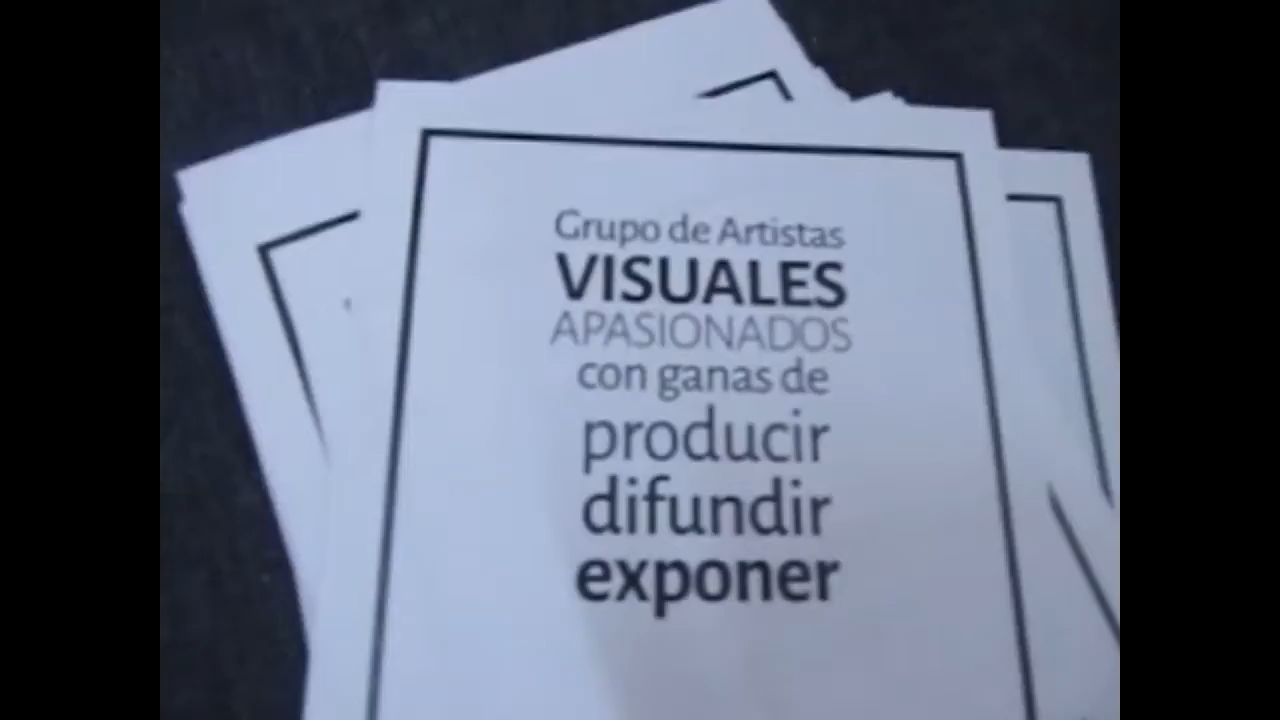 Grupo de Artistas
VISUALES
APASIONADOS
con ganas de
producir
difundir
exponer